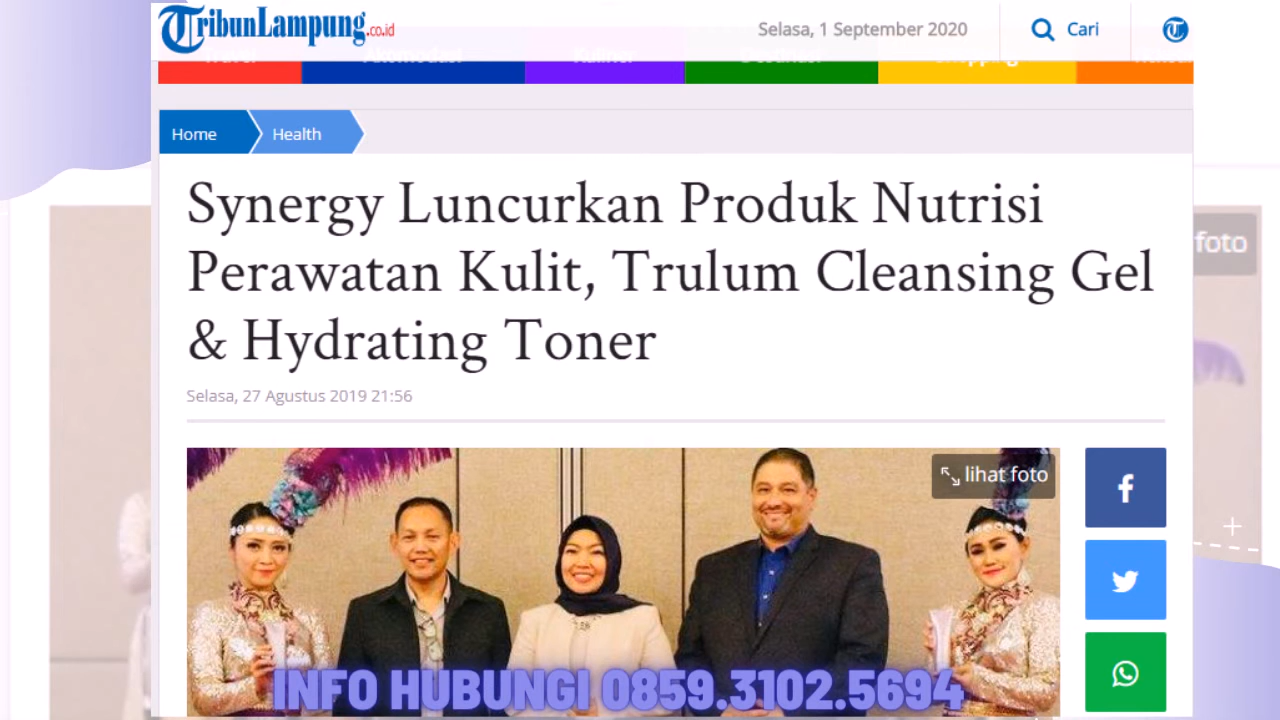 TribunLampung.co.id
Selasa, 1 September 2020
Cari
Home
Health
Synergy Luncurkan Produk Nutrisi
Perawatan Kulit, Trulum Cleansing Gel
& Hydrating Toner
Selasa, 27 Agustus 2019 21:56
foto
lihat foto
INFO HUBUNGI 0859.3102.5694